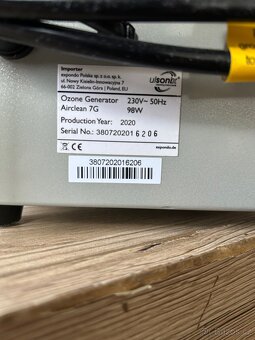 Importer
expondo Polska sp. z o.o. sp. k.
ul. Nowy Kisielin-Innowacyjna 7
66-002 Zielona Góra | Poland, EU
ulsonix
Ozone Generator 230V~ 50Hz
Airclean 7G 98W
Production Year: 2020
Serial No.: 3807202016206
expondo.de
3807202016206